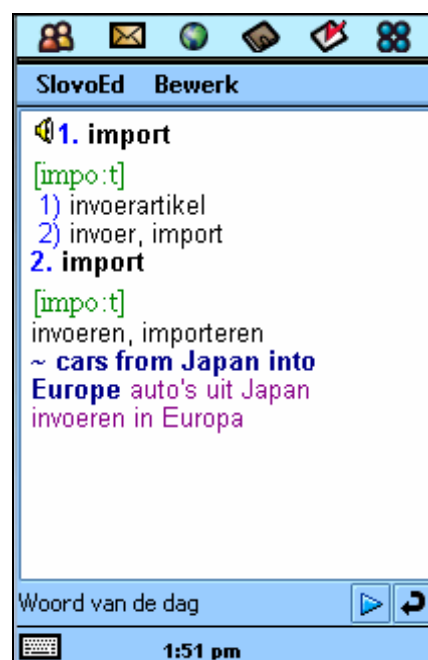 SlovoEd Bewerk
1. import
[impo:t]
1) invoerartikel
2) invoer, import
2. import
[impo:t]
invoeren, importeren
~ cars from Japan into
Europe auto's uit Japan
invoeren in Europa
Woord van de dag
1:51 pm